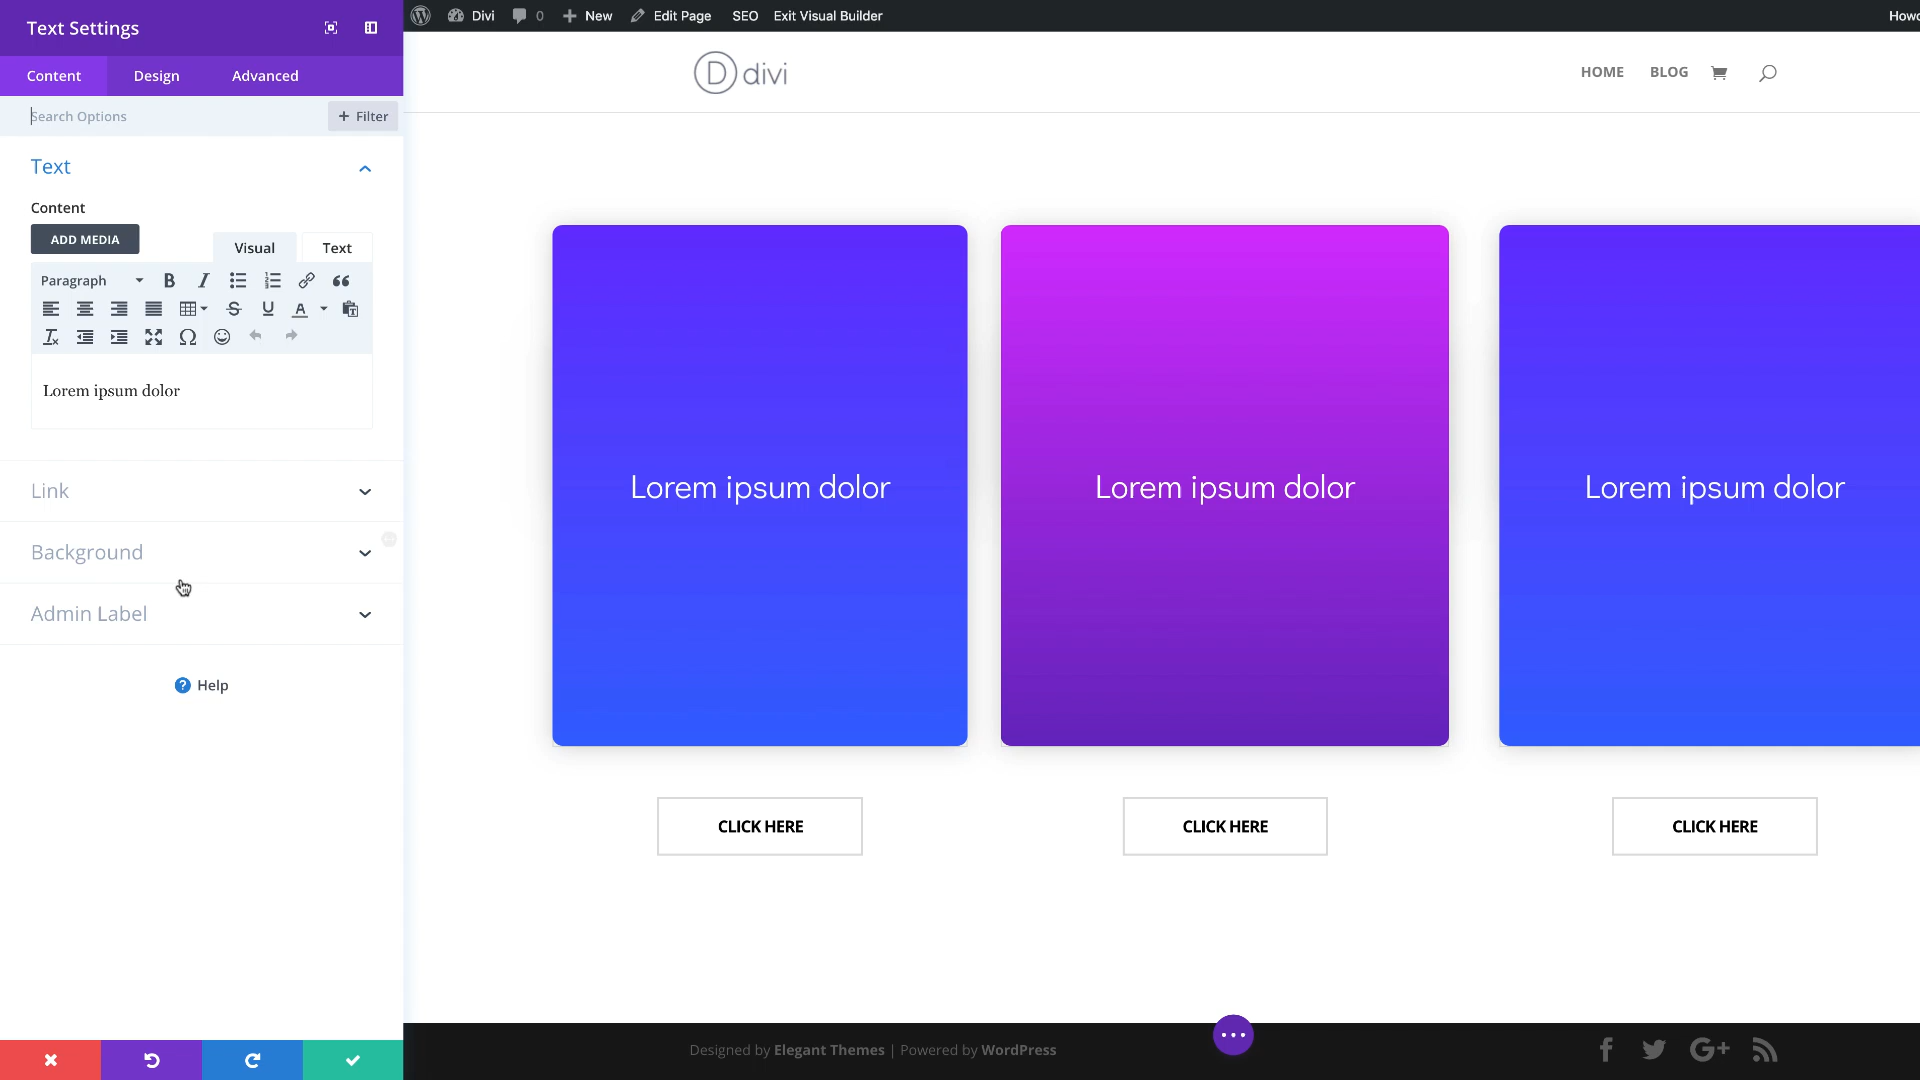 Text Settings
Content
Design
Advanced
Search Options
+ Filter
Text
Content
ADD MEDIA
Visual
Text
Paragraph
Lorem ipsum dolor
Link
Background
Admin Label
Help
Divi
0
New
Edit Page
SEO
Exit Visual Builder
divi
HOME
BLOG
Lorem ipsum dolor
Lorem ipsum dolor
Lorem ipsum dolor
CLICK HERE
CLICK HERE
CLICK HERE
Designed by Elegant Themes | Powered by WordPress